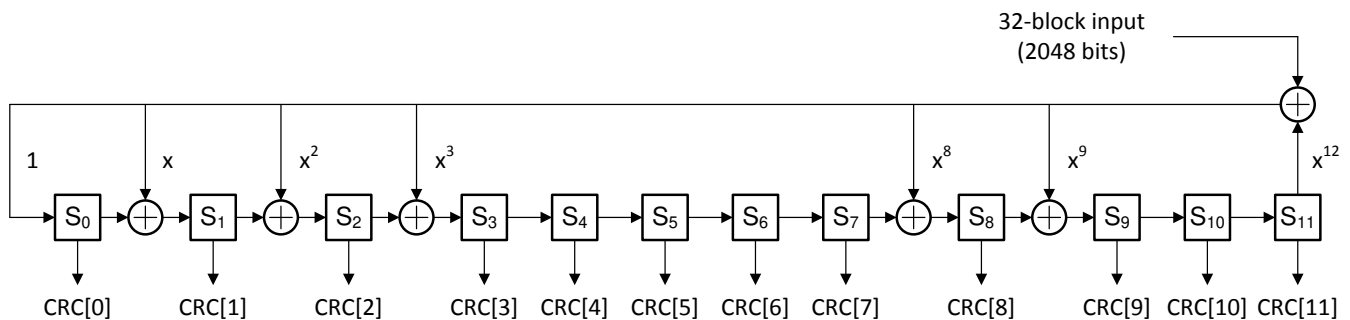 32-block input
(2048 bits)
1 x x² x³ x⁸ x⁹ x¹²
S₀ S₁ S₂ S₃ S₄ S₅ S₆ S₇ S₈ S₉ S₁₀ S₁₁
CRC[0] CRC[1] CRC[2] CRC[3] CRC[4] CRC[5] CRC[6] CRC[7] CRC[8] CRC[9] CRC[10] CRC[11]